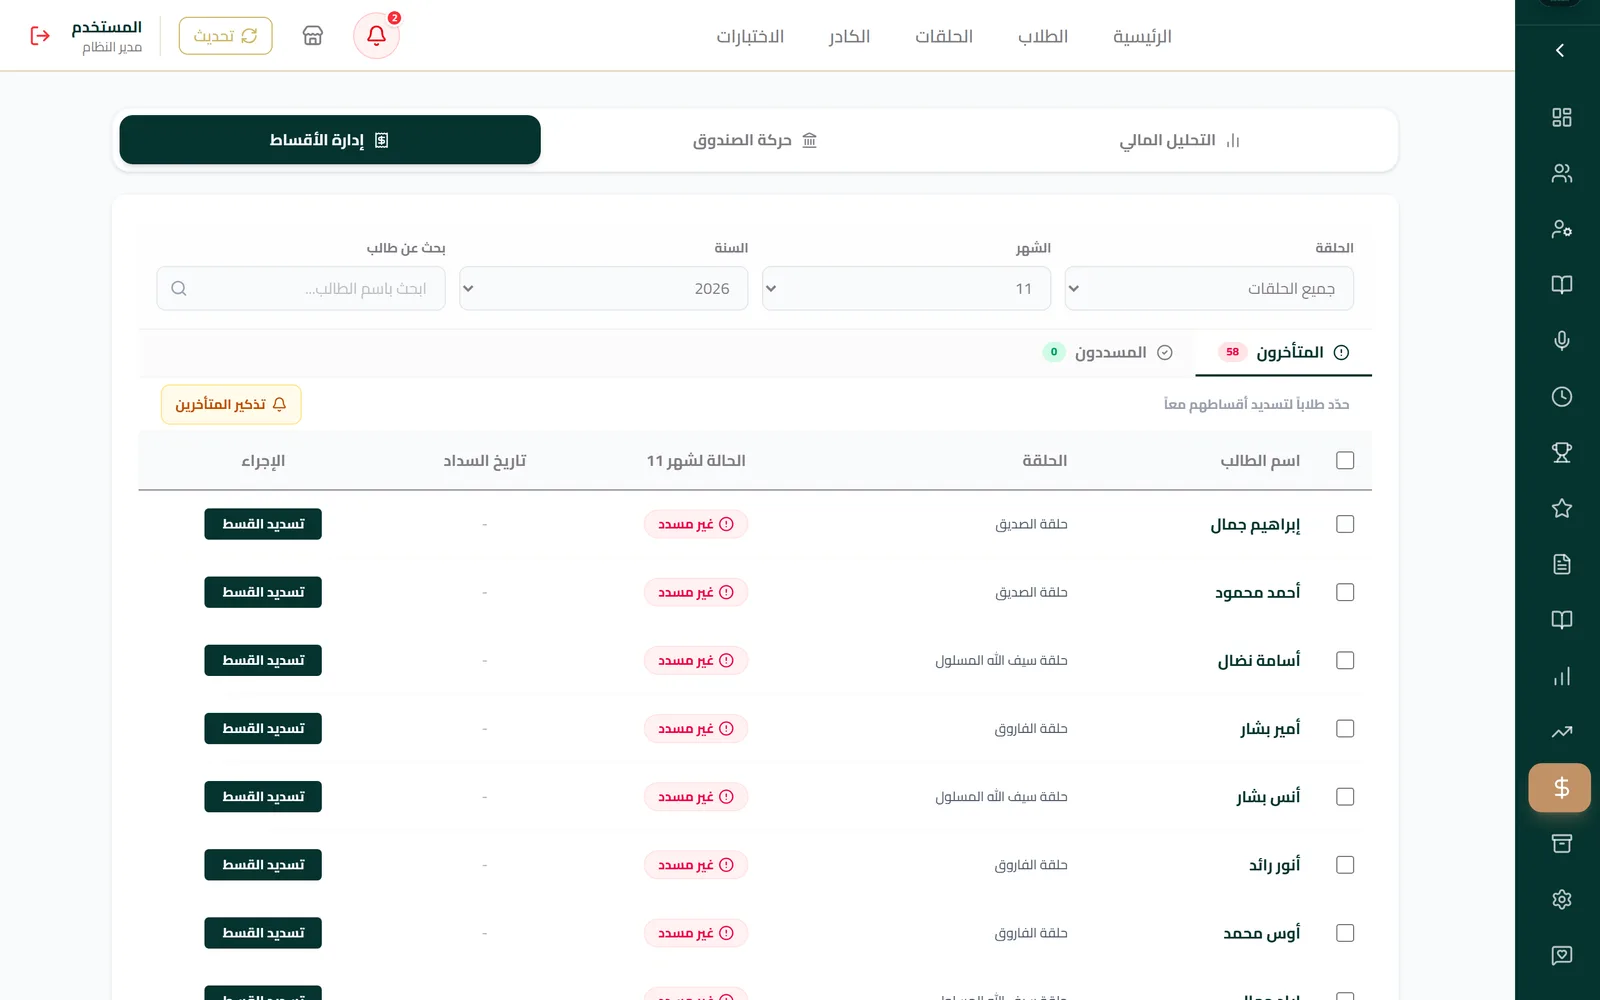 الرئيسية
الطلاب
الحلقات
الكادر
الاختبارات
2
تحديث
المستخدم
مدير النظام
التحليل المالي
حركة الصندوق
إدارة الأقساط
الحلقة
الشهر
السنة
بحث عن طالب
جميع الحلقات
11
2026
ابحث باسم الطالب...
المتأخرون 58
المسددون 0
حدّد طلاباً لتسديد أقساطهم معاً
تذكير المتأخرين
اسم الطالب الحلقة الحالة لشهر 11 تاريخ السداد الإجراء
إبراهيم جمال حلقة الصديق غير مسدد - تسديد القسط
أحمد محمود حلقة الصديق غير مسدد - تسديد القسط
أسامة نضال حلقة سيف الله المسلول غير مسدد - تسديد القسط
أمير بشار حلقة الفاروق غير مسدد - تسديد القسط
أنس بشار حلقة سيف الله المسلول غير مسدد - تسديد القسط
أنور رائد حلقة الفاروق غير مسدد - تسديد القسط
أوس محمد حلقة الفاروق غير مسدد - تسديد القسط